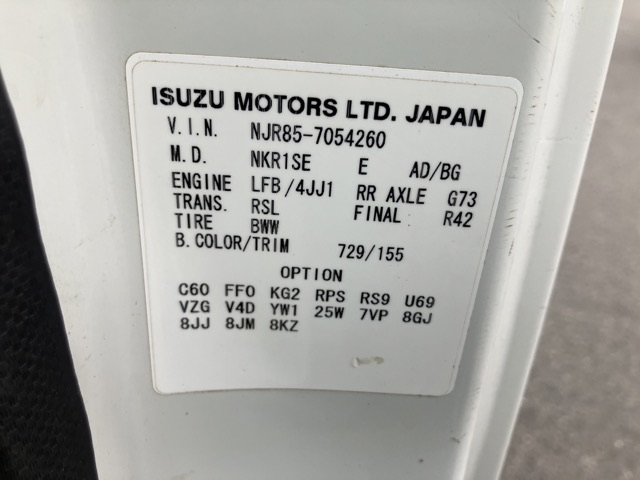 ISUZU MOTORS LTD. JAPAN
V.I.N. NJR85-7054260
M.D. NKR1SE E AD/BG
ENGINE LFB/4JJ1 RR AXLE G73
TRANS. RSL FINAL R42
TIRE BWW
B.COLOR/TRIM 729/155
OPTION
C60 FF0 KG2 RPS RS9 U69
VZG V4D YW1 25W 7VP 8GJ
8JJ 8JM 8KZ